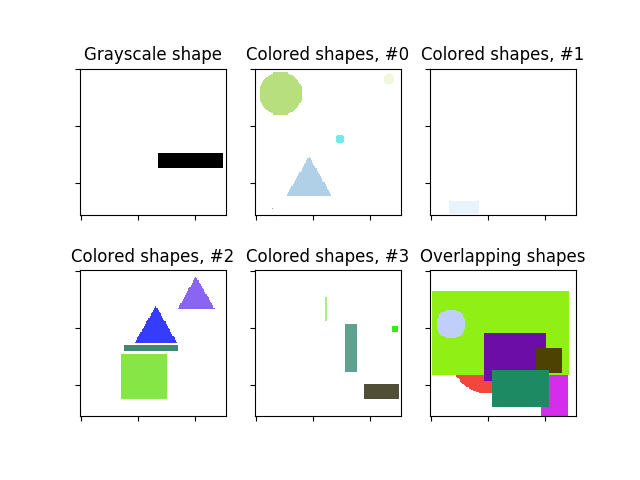 Grayscale shape
Colored shapes, #0
Colored shapes, #1
Colored shapes, #2
Colored shapes, #3
Overlapping shapes